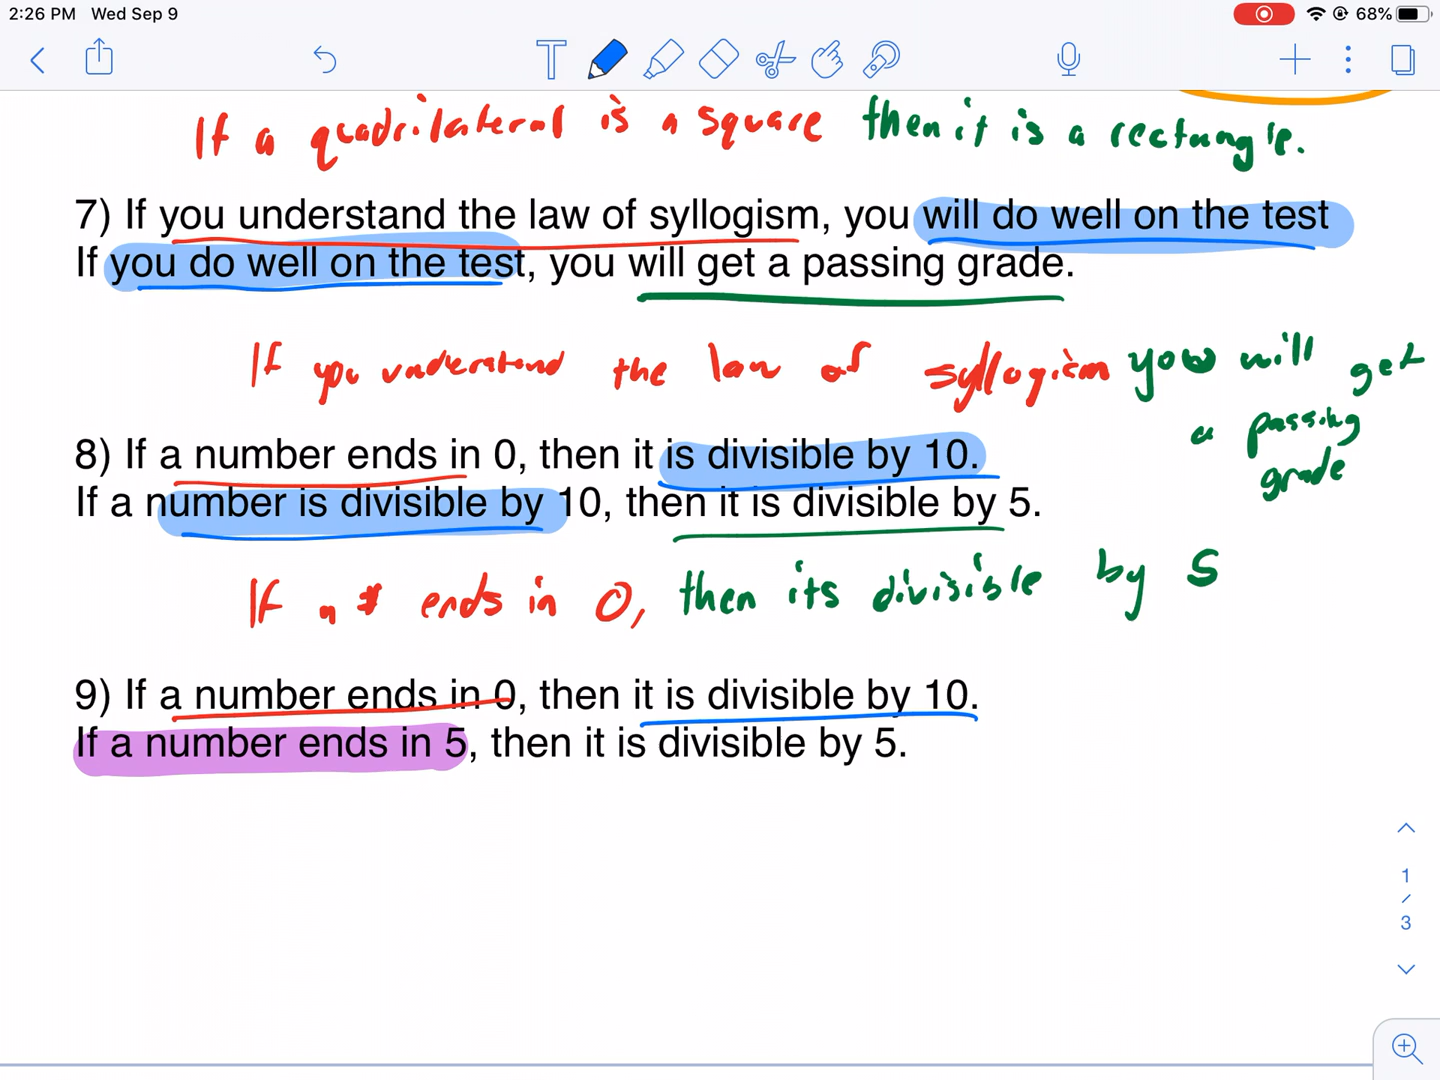 2:26 PM Wed Sep 9 68%
T
If a quadrilateral is a square then it is a rectangle.
7) If you understand the law of syllogism, you will do well on the test
If you do well on the test, you will get a passing grade.
If you understand the law of syllogism you will get
a passing
grade
8) If a number ends in 0, then it is divisible by 10.
If a number is divisible by 10, then it is divisible by 5.
If a # ends in 0, then its divisible by 5
9) If a number ends in 0, then it is divisible by 10.
If a number ends in 5, then it is divisible by 5.
1
/
3